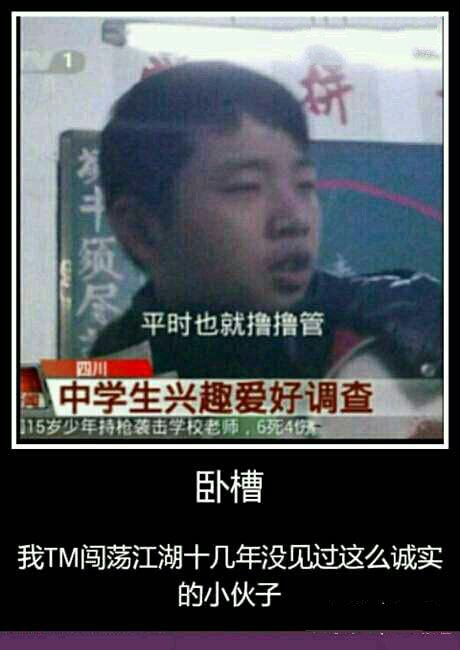 1
拼
须尽
平时也就撸撸管
四川
中学生兴趣爱好调查
15岁少年持枪袭击学校老师，6死4伤
卧槽
我TM闯荡江湖十几年没见过这么诚实
的小伙子